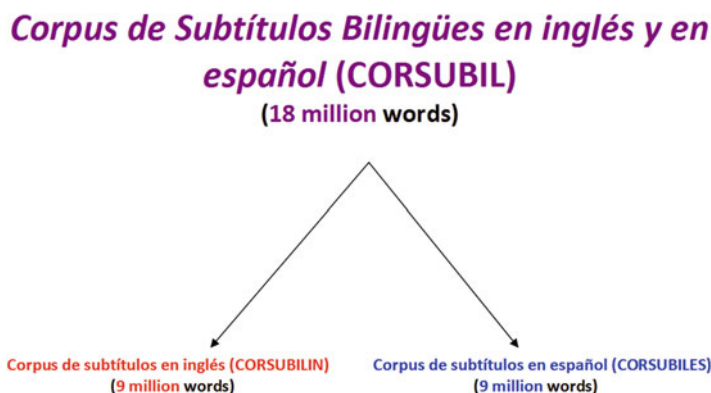 Corpus de Subtítulos Bilingües en inglés y en
español (CORSUBIL)
(18 million words)
Corpus de subtítulos en inglés (CORSUBILIN)
(9 million words)
Corpus de subtítulos en español (CORSUBILES)
(9 million words)